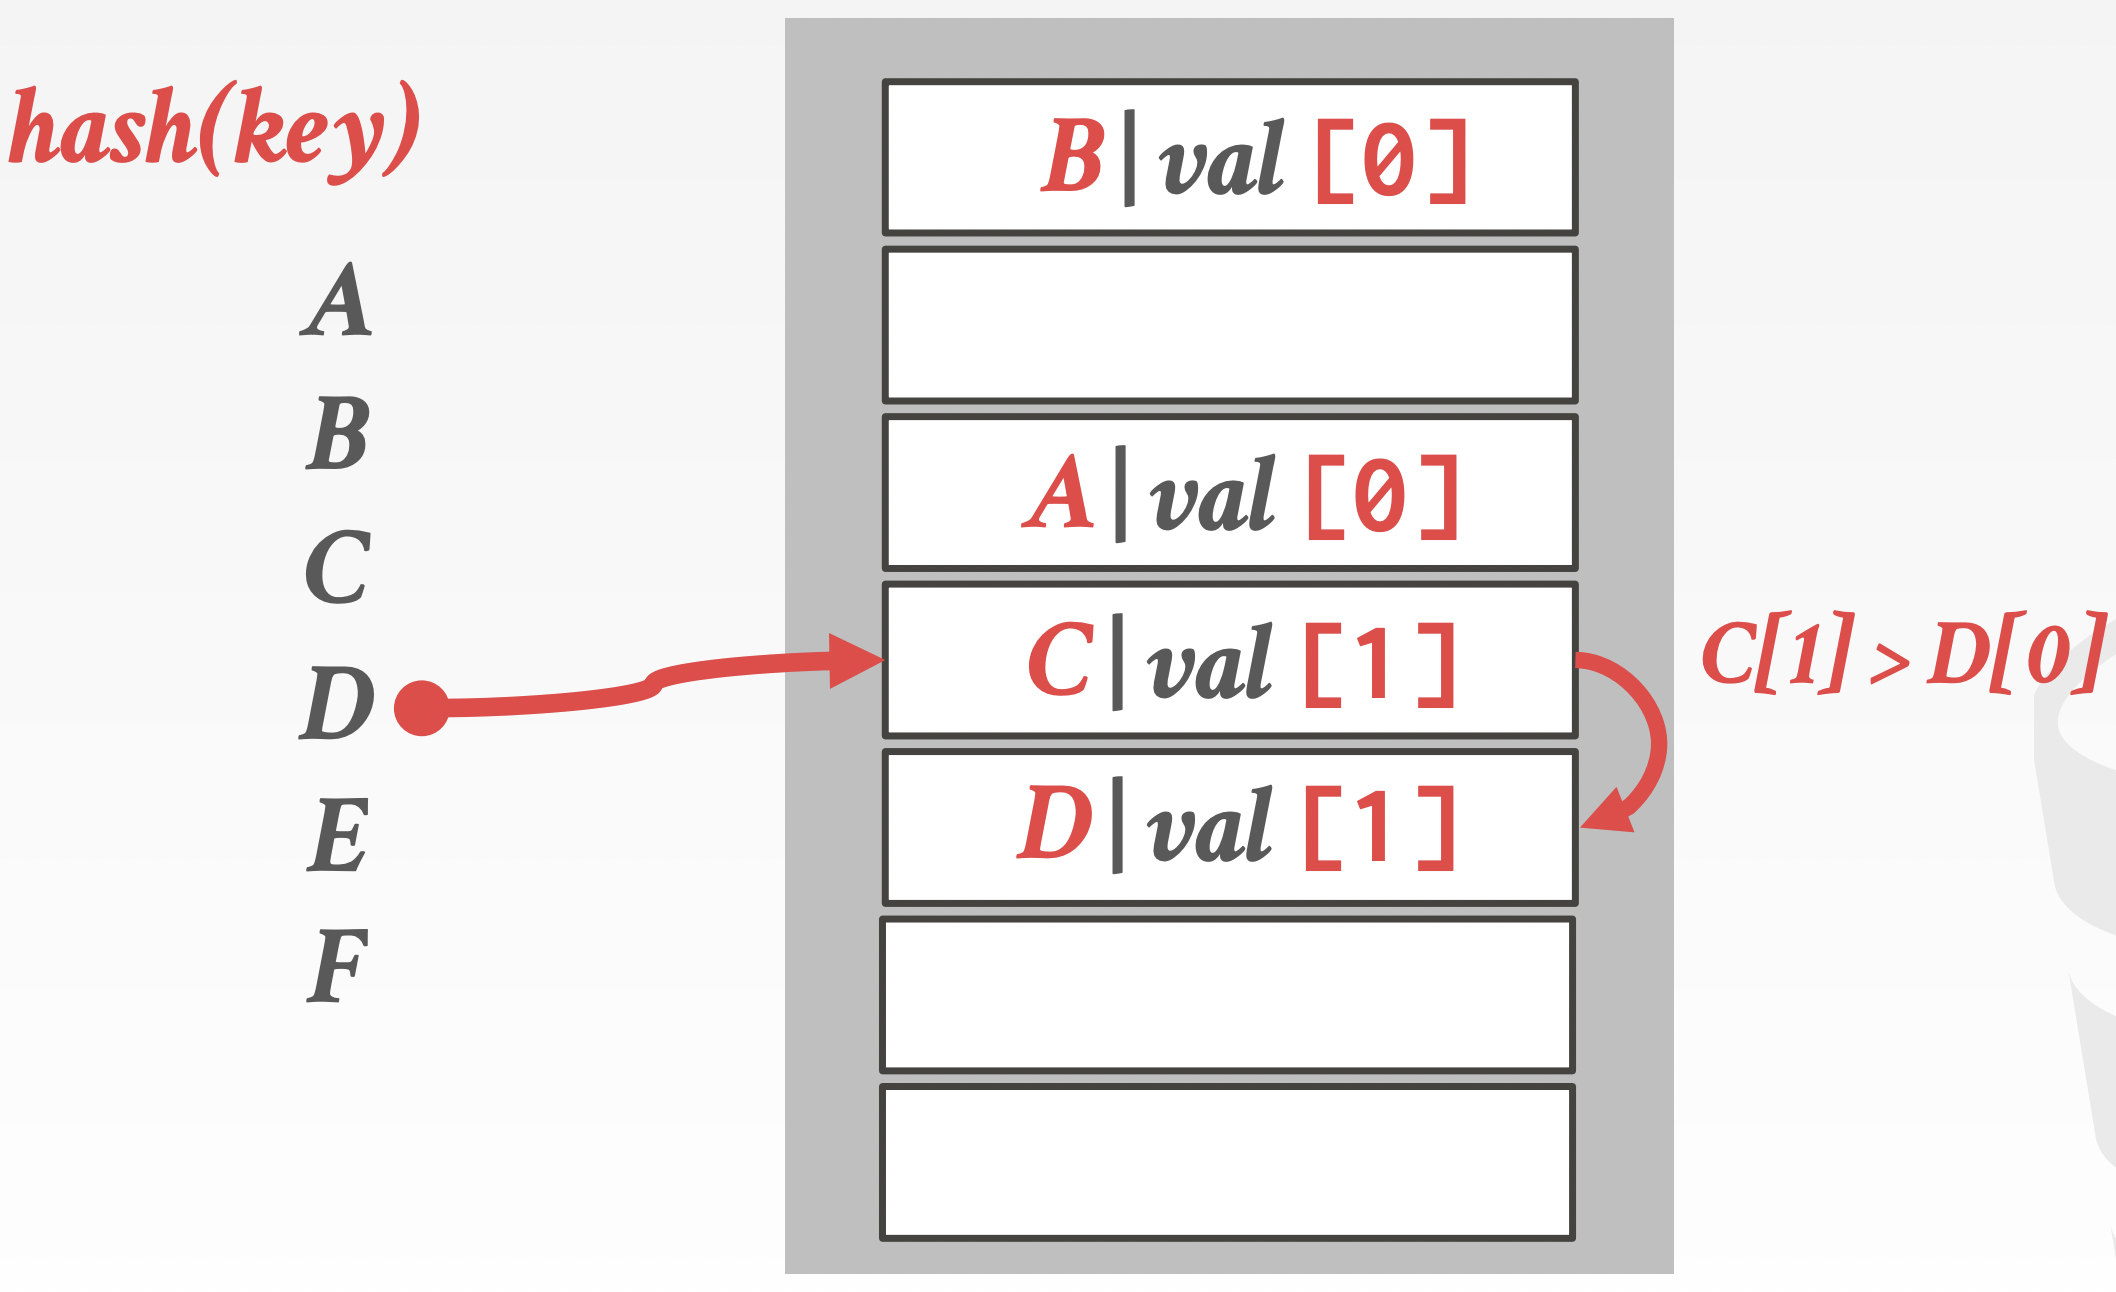 hash(key)
A
B
C
D
E
F
B|val [0]
A|val [0]
C|val [1]
D|val [1]
C[1] > D[0]